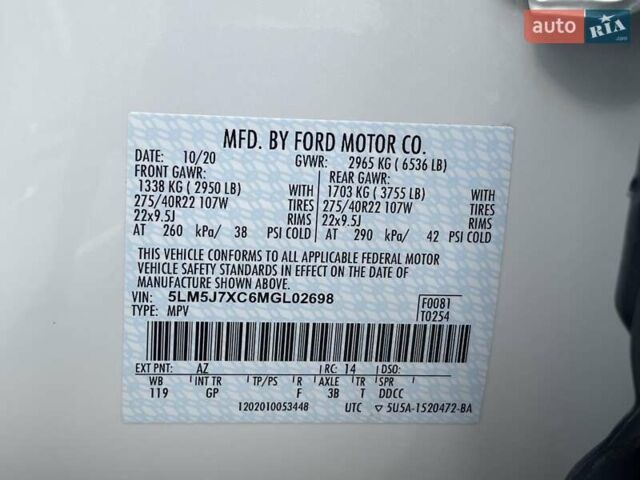 auto RIA.com
MFD. BY FORD MOTOR CO.
DATE: 10/20 GVWR: 2965 KG ( 6536 LB)
FRONT GAWR: REAR GAWR:
1338 KG ( 2950 LB) WITH 1703 KG ( 3755 LB) WITH
275/40R22 107W TIRES 275/40R22 107W TIRES
22x9.5J RIMS 22x9.5J RIMS
AT 260 kPa/ 38 PSI COLD AT 290 kPa/ 42 PSI COLD
THIS VEHICLE CONFORMS TO ALL APPLICABLE FEDERAL MOTOR
VEHICLE SAFETY STANDARDS IN EFFECT ON THE DATE OF
MANUFACTURE SHOWN ABOVE.
VIN: 5LM5J7XC6MGL02698 F0081
TYPE: MPV T0254
EXT PNT: AZ RC: 14 DSO:
WB INT TR TP/PS R AXLE TR SPR
119 GP F 3B T DDCC
1202010053448 UTC ▽ 5U5A-1520472-BA